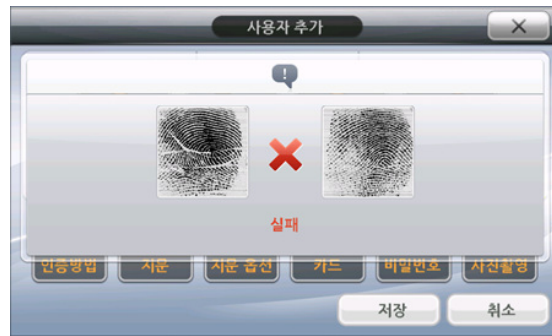 사용자 추가
실패
인증방법 지문 지문 옵션 카드 비밀번호 사진촬영
저장 취소